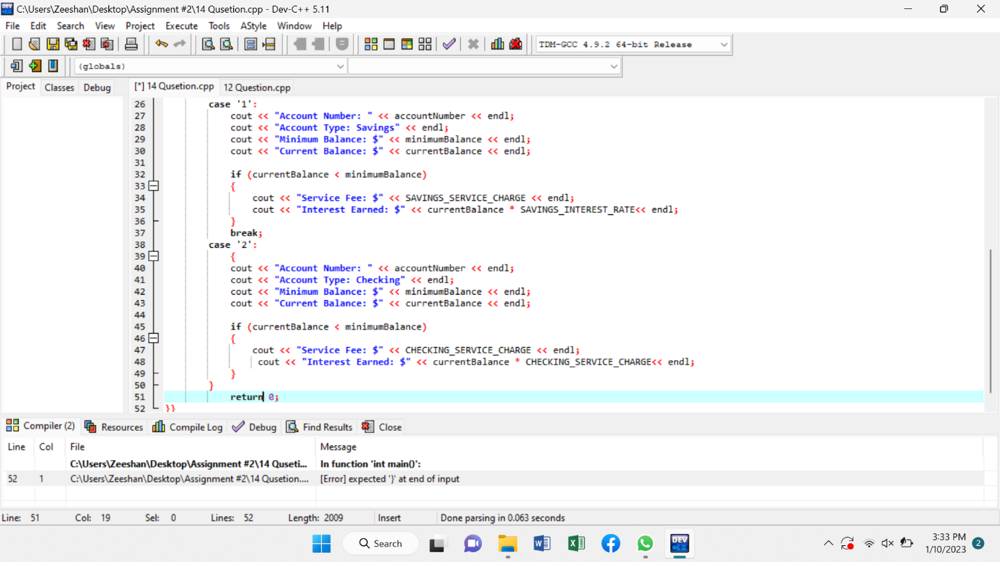 C:\Users\Zeeshan\Desktop\Assignment #2\14 Qusetion.cpp - Dev-C++ 5.11
File Edit Search View Project Execute Tools AStyle Window Help
TDM-GCC 4.9.2 64-bit Release
(globals)
Project Classes Debug [*] 14 Qusetion.cpp 12 Question.cpp
26 case '1':
27 cout << "Account Number: " << accountNumber << endl;
28 cout << "Account Type: Savings" << endl;
29 cout << "Minimum Balance: $" << minimumBalance << endl;
30 cout << "Current Balance: $" << currentBalance << endl;
31
32 if (currentBalance < minimumBalance)
33 {
34 cout << "Service Fee: $" << SAVINGS_SERVICE_CHARGE << endl;
35 cout << "Interest Earned: $" << currentBalance * SAVINGS_INTEREST_RATE<< endl;
36 }
37 break;
38 case '2':
39 {
40 cout << "Account Number: " << accountNumber << endl;
41 cout << "Account Type: Checking" << endl;
42 cout << "Minimum Balance: $" << minimumBalance << endl;
43 cout << "Current Balance: $" << currentBalance << endl;
44
45 if (currentBalance < minimumBalance)
46 {
47 cout << "Service Fee: $" << CHECKING_SERVICE_CHARGE << endl;
48 cout << "Interest Earned: $" << currentBalance * CHECKING_SERVICE_CHARGE<< endl;
49 }
50 }
51 return 0;
52 }}
Compiler (2) Resources Compile Log Debug Find Results Close
Line Col File Message
C:\Users\Zeeshan\Desktop\Assignment #2\14 Quseti... In function 'int main()':
52 1 C:\Users\Zeeshan\Desktop\Assignment #2\14 Qusetion.... [Error] expected '}' at end of input
Line: 51 Col: 19 Sel: 0 Lines: 52 Length: 2009 Insert Done parsing in 0.063 seconds
Search
DEV
3:33 PM
1/10/2023
2